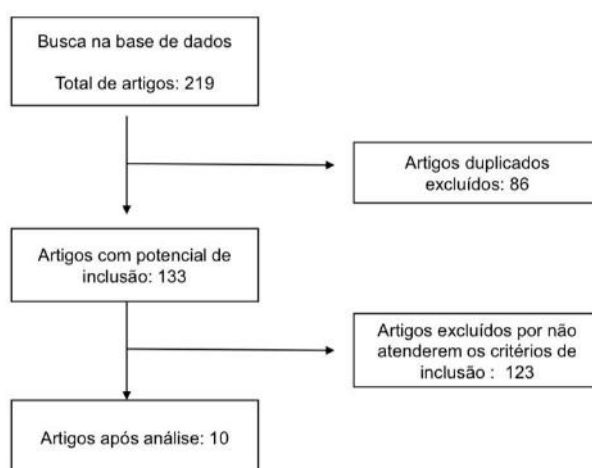 Busca na base de dados
Total de artigos: 219
Artigos duplicados
excluídos: 86
Artigos com potencial de
inclusão: 133
Artigos excluídos por não
atenderem os critérios de
inclusão : 123
Artigos após análise: 10